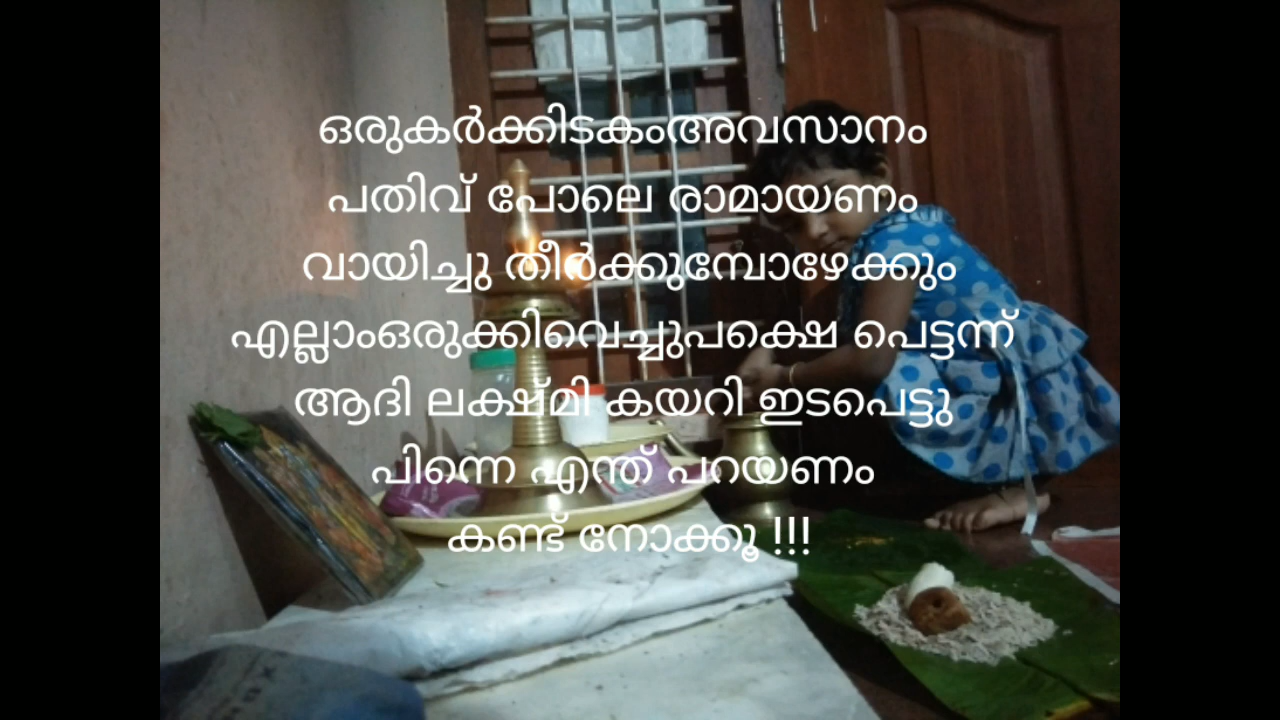 ഒരുകർക്കിടകംഅവസാനം
പതിവ് പോലെ രാമായണം
വായിച്ചു തീർക്കുമ്പോഴേക്കും
എല്ലാംഒരുക്കിവെച്ചുപക്ഷെ പെട്ടന്ന്
ആദി ലക്ഷ്മി കയറി ഇടപെട്ടു
പിന്നെ എന്ത് പറയണം
കണ്ട് നോക്കൂ !!!